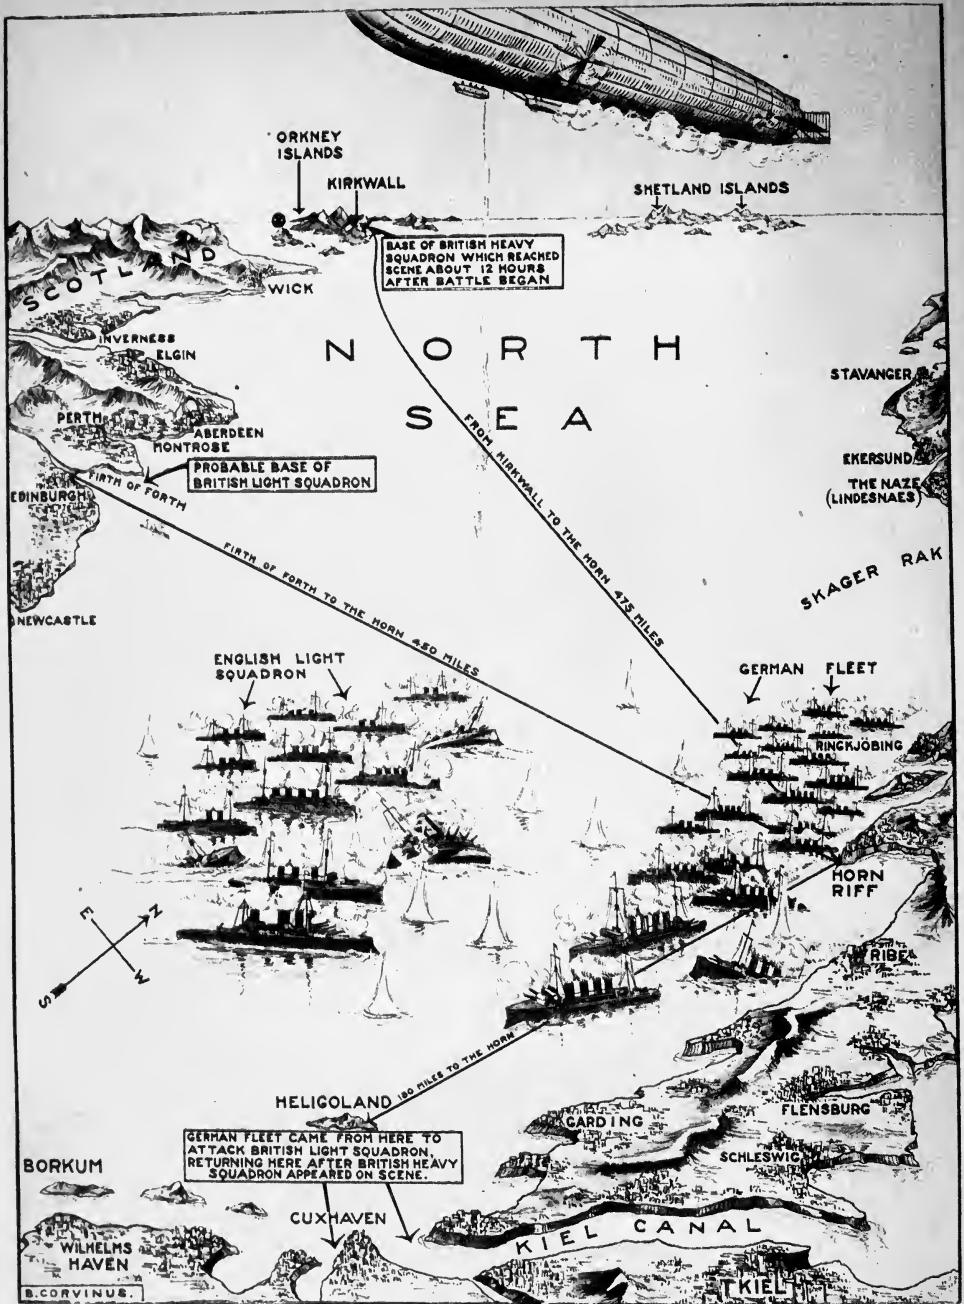 ORKNEY
ISLANDS
KIRKWALL
SHETLAND ISLANDS
BASE OF BRITISH HEAVY
SQUADRON WHICH REACHED
SCENE ABOUT 12 HOURS
AFTER BATTLE BEGAN
SCOTLAND
WICK
INVERNESS
ELGIN
NORTH
SEA
STAVANGER
PERTH
ABERDEEN
MONTROSE
FROM KIRKWALL TO THE HORN 475 MILES
EKERSUND
THE NAZE
(LINDESNAES)
PROBABLE BASE OF
BRITISH LIGHT SQUADRON
FIRTH OF FORTH
EDINBURGH
FIRTH OF FORTH TO THE HORN 450 MILES
SKAGER RAK
NEWCASTLE
ENGLISH LIGHT
SQUADRON
GERMAN FLEET
RINGKJÖBING
HORN
RIFF
E
N
S
W
RIBE
180 MILES TO THE HORN
HELIGOLAND
GERMAN FLEET CAME FROM HERE TO
ATTACK BRITISH LIGHT SQUADRON,
RETURNING HERE AFTER BRITISH HEAVY
SQUADRON APPEARED ON SCENE.
GARDING
FLENSBURG
SCHLESWIG
BORKUM
CUXHAVEN
KIEL CANAL
WILHELMS
HAVEN
KIEL
B. CORVINUS.